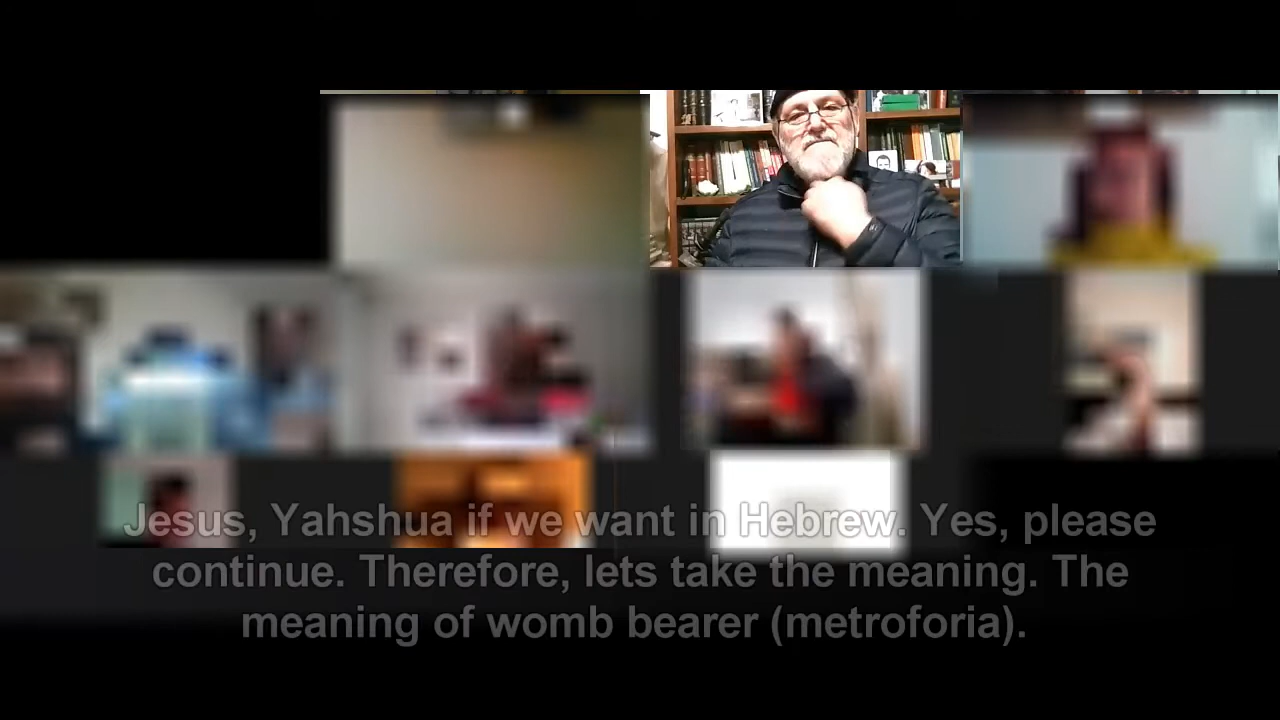 Jesus, Yahshua if we want in Hebrew. Yes, please
continue. Therefore, lets take the meaning. The
meaning of womb bearer (metroforia).